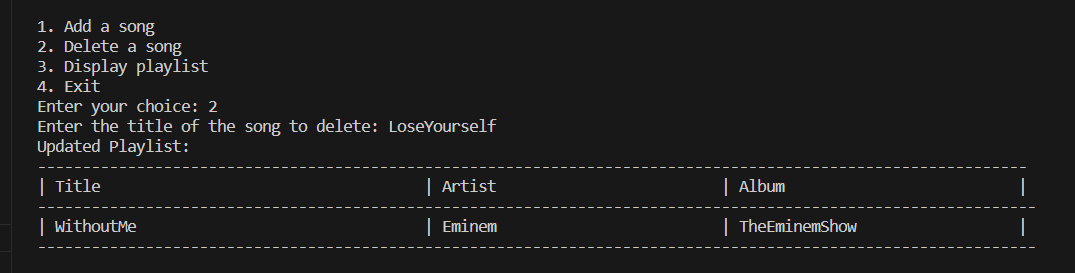 1. Add a song
2. Delete a song
3. Display playlist
4. Exit
Enter your choice: 2
Enter the title of the song to delete: LoseYourself
Updated Playlist:
--------------------------------------------------------------------------------------------------------------
| Title                                    | Artist                         | Album                          |
---------------------------------------------------------------------------------------------------------------
| WithoutMe                                | Eminem                         | TheEminemShow                  |
---------------------------------------------------------------------------------------------------------------